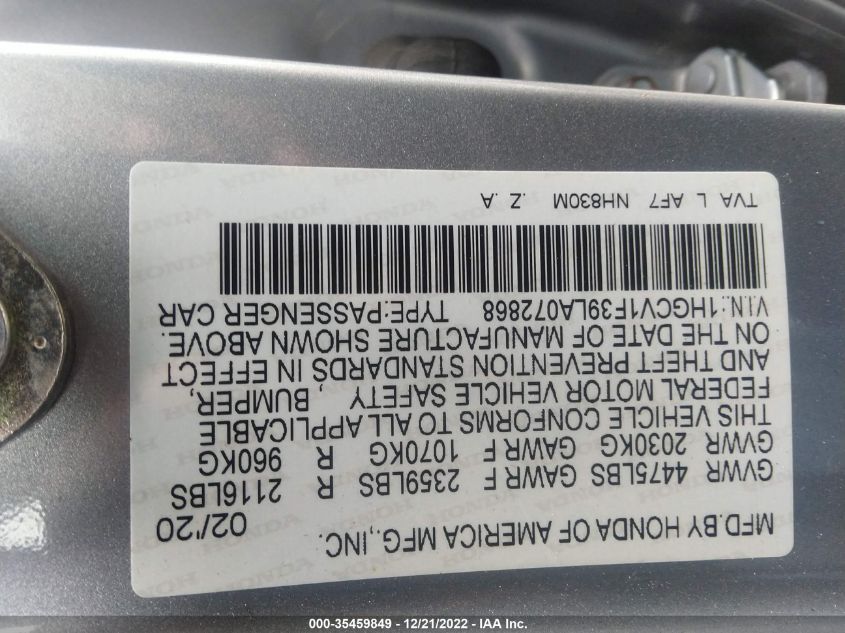 MFD.BY HONDA OF AMERICA MFG.,INC. 02/'20
GVWR 4475LBS GAWR F 2359LBS R 2116LBS
GVWR 2030KG GAWR F 1070KG R 960KG
THIS VEHICLE CONFORMS TO ALL APPLICABLE
FEDERAL MOTOR VEHICLE SAFETY, BUMPER,
AND THEFT PREVENTION STANDARDS IN EFFECT
ON THE DATE OF MANUFACTURE SHOWN ABOVE.
VIN:1HGCV1F39LA072868 TYPE:PASSENGER CAR
TVA L AF7 NH830M .Z .A
000-35459849 - 12/21/2022 - IAA Inc.